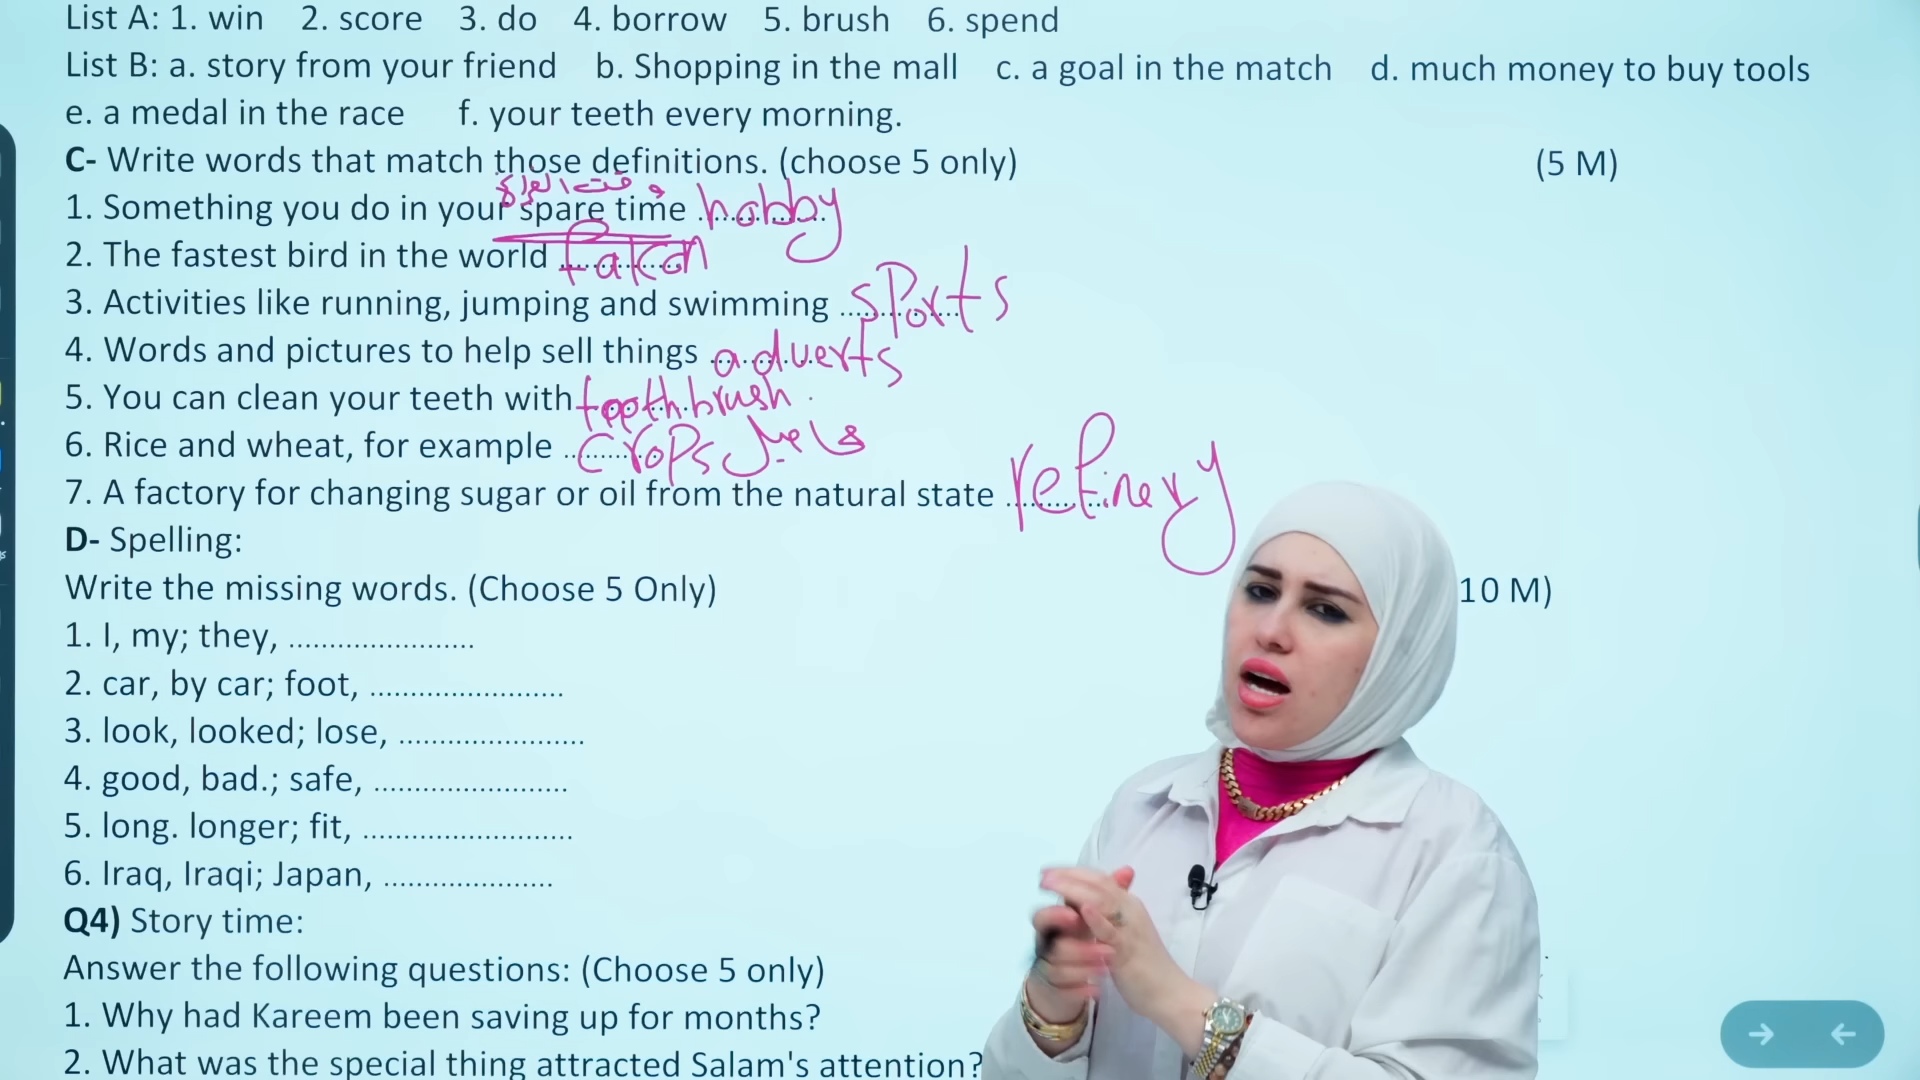 List A: 1. win 2. score 3. do 4. borrow 5. brush 6. spend
List B: a. story from your friend b. Shopping in the mall c. a goal in the match d. much money to buy tools
e. a medal in the race f. your teeth every morning.
C- Write words that match those definitions. (choose 5 only) (5 M)
وقت الفراغ
1. Something you do in your spare time ............... hobby
2. The fastest bird in the world ............... falcon
3. Activities like running, jumping and swimming ............... sports
4. Words and pictures to help sell things ............... adverts
5. You can clean your teeth with ............... toothbrush
6. Rice and wheat, for example ............... crops محاصيل
7. A factory for changing sugar or oil from the natural state ............... refinery
D- Spelling:
Write the missing words. (Choose 5 Only) 10 M)
1. I, my; they, ......................
2. car, by car; foot, .......................
3. look, looked; lose, ......................
4. good, bad.; safe, .......................
5. long. longer; fit, .........................
6. Iraq, Iraqi; Japan, ....................
Q4) Story time:
Answer the following questions: (Choose 5 only)
1. Why had Kareem been saving up for months?
2. What was the special thing attracted Salam's attention?